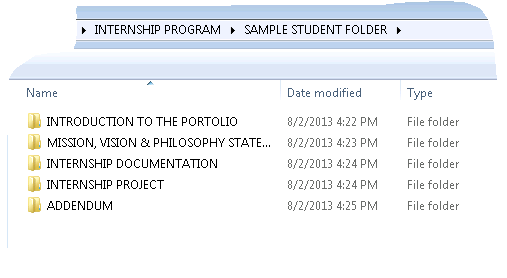 INTERNSHIP PROGRAM SAMPLE STUDENT FOLDER
Name Date modified Type
INTRODUCTION TO THE PORTOLIO 8/2/2013 4:22 PM File folder
MISSION, VISION & PHILOSOPHY STATE... 8/2/2013 4:23 PM File folder
INTERNSHIP DOCUMENTATION 8/2/2013 4:24 PM File folder
INTERNSHIP PROJECT 8/2/2013 4:24 PM File folder
ADDENDUM 8/2/2013 4:25 PM File folder